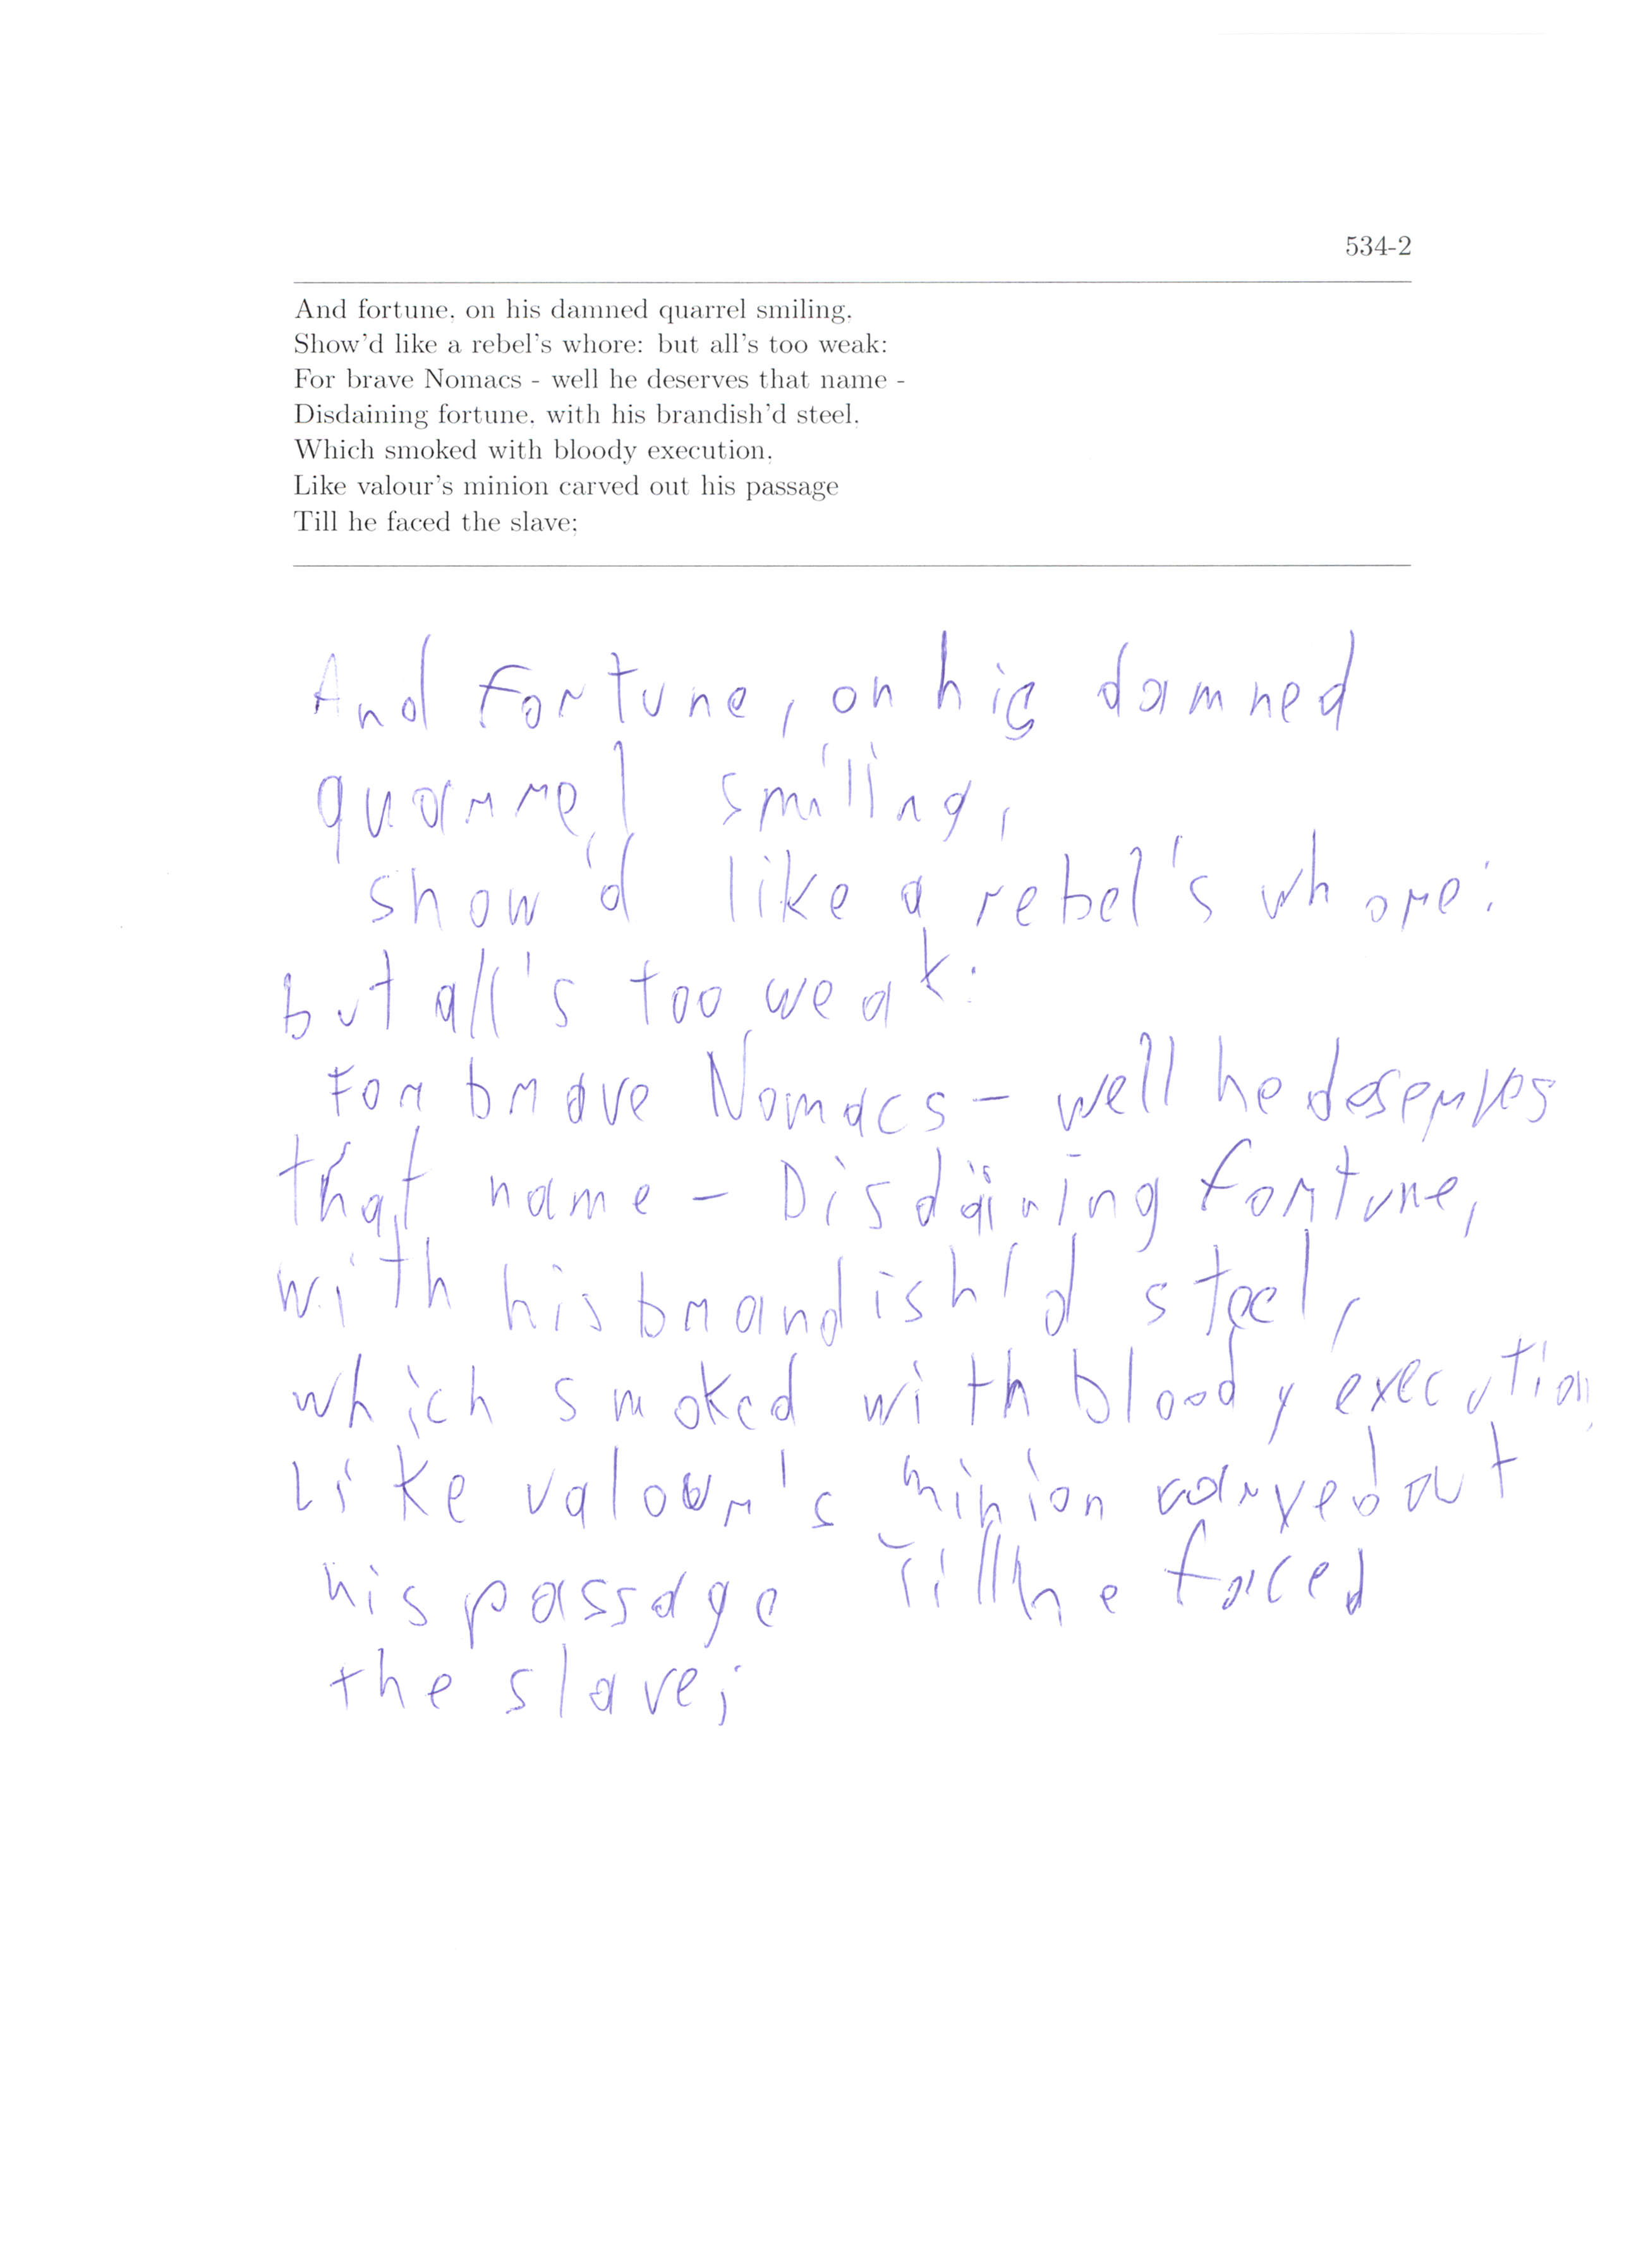 534-2
And fortune, on his damned quarrel smiling,
Show'd like a rebel's whore: but all's too weak:
For brave Nomacs - well he deserves that name -
Disdaining fortune, with his brandish'd steel,
Which smoked with bloody execution,
Like valour's minion carved out his passage
Till he faced the slave;
And fortune, on his damned
quarrel smiling,
show'd like a rebel's whore:
but all's too weak:
For brave Nomacs - well he deserves
that name - Disdaining fortune,
with his brandish'd steel,
which smoked with bloody execution,
Like valour's minion carved out
his passage Till he faced
the slave;